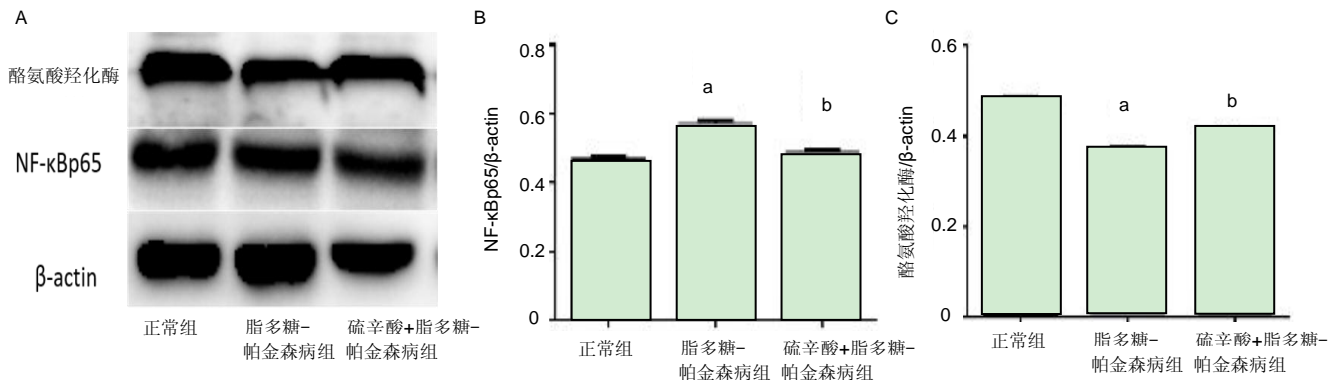 A
酪氨酸羟化酶
NF-κBp65
β-actin
正常组
脂多糖-
帕金森病组
硫辛酸+脂多糖-
帕金森病组
B
NF-κBp65/β-actin
0.8
0.6
0.4
0.2
0
a
b
正常组
脂多糖-
帕金森病组
硫辛酸+脂多糖-
帕金森病组
C
酪氨酸羟化酶/β-actin
0.6
0.4
0.2
0
a
b
正常组
脂多糖-
帕金森病组
硫辛酸+脂多糖-
帕金森病组